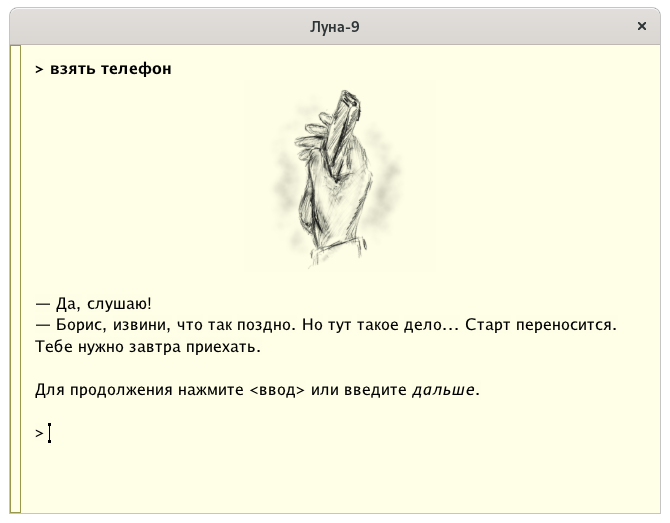 Луна-9
> взять телефон
— Да, слушаю!
— Борис, извини, что так поздно. Но тут такое дело... Старт переносится.
Тебе нужно завтра приехать.
Для продолжения нажмите <ввод> или введите дальше.
>